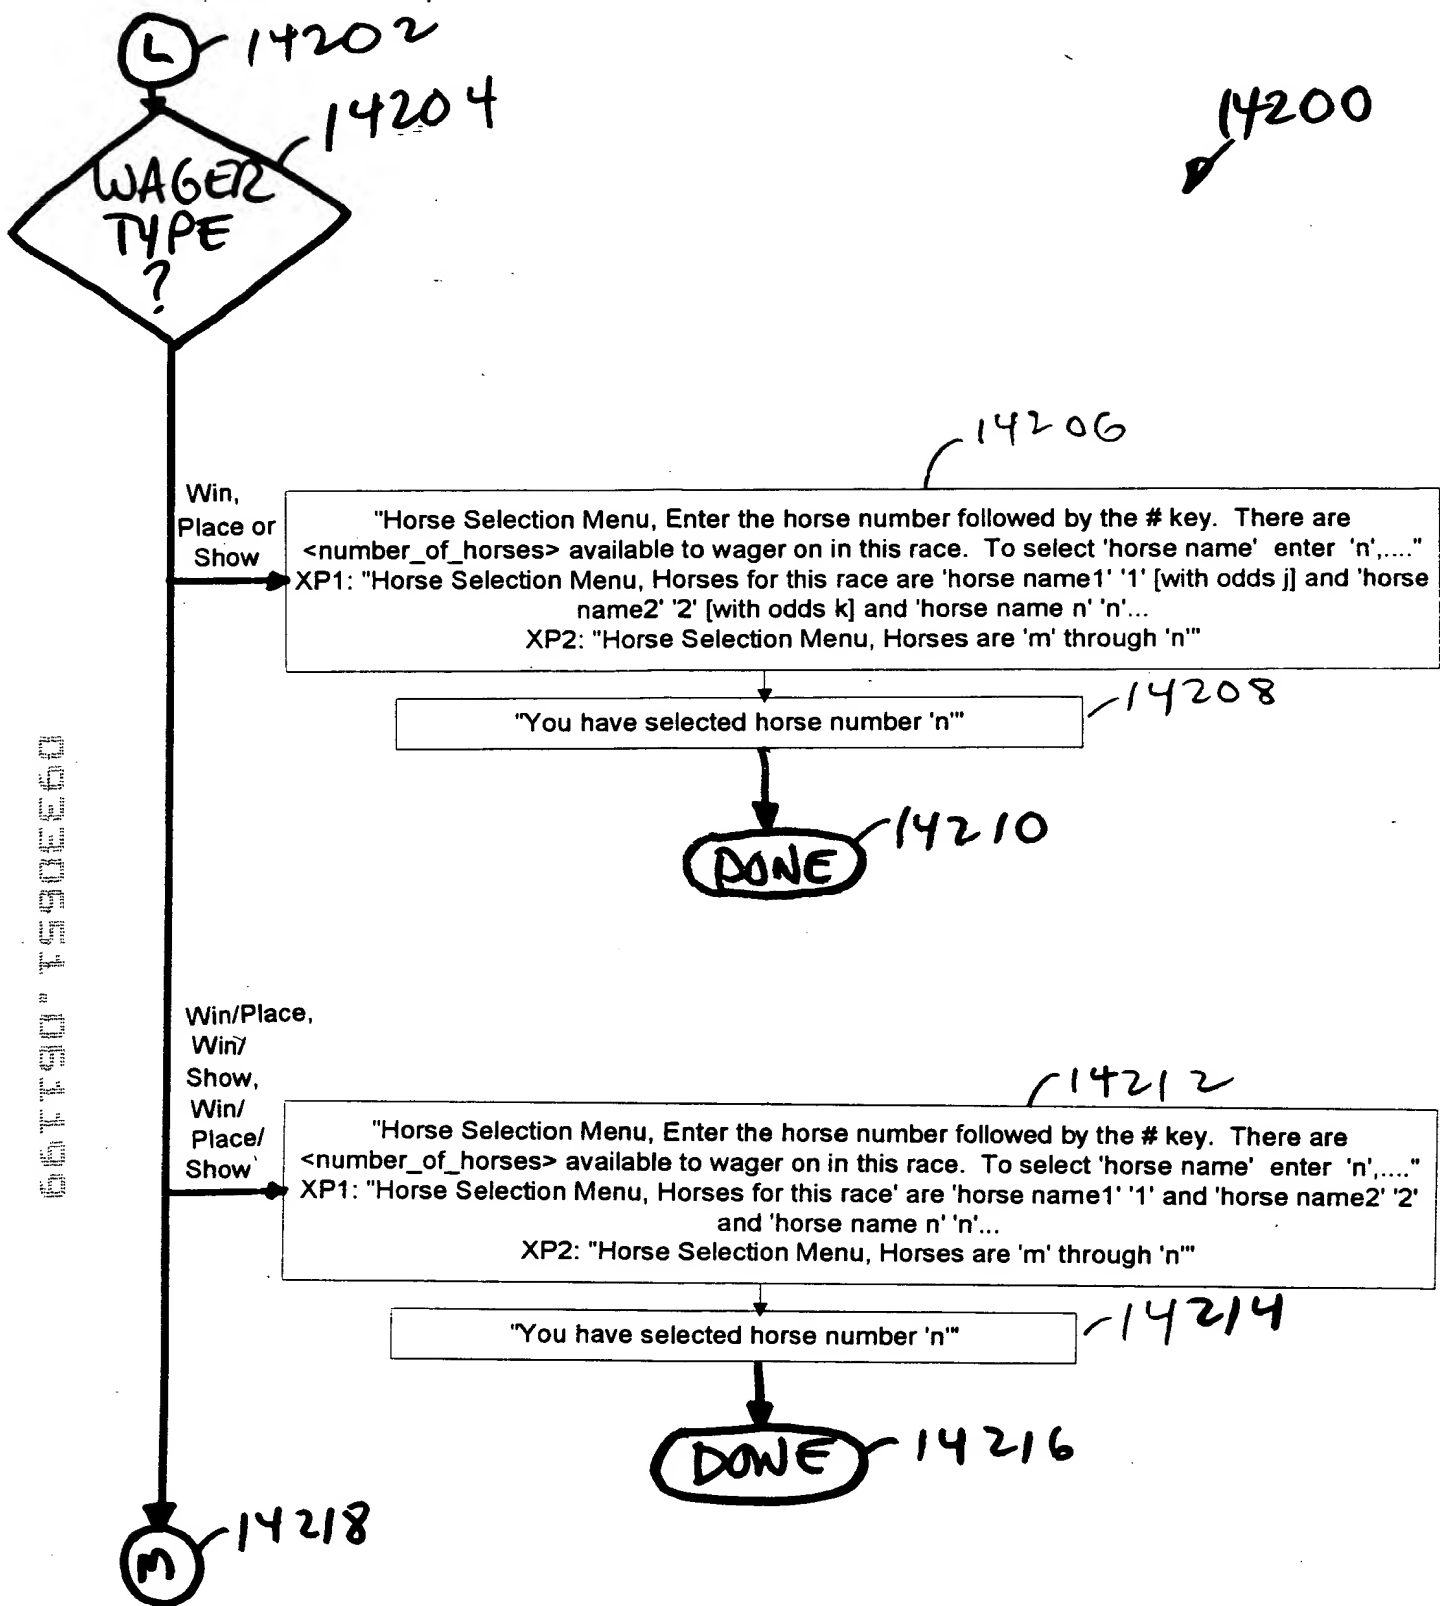 L 14202
14204
14200
WAGER
TYPE
?
14206
Win,
Place or
Show
"Horse Selection Menu, Enter the horse number followed by the # key. There are
<number_of_horses> available to wager on in this race. To select 'horse name' enter 'n',...."
XP1: "Horse Selection Menu, Horses for this race are 'horse name1' '1' [with odds j] and 'horse
name2' '2' [with odds k] and 'horse name n' 'n'...
XP2: "Horse Selection Menu, Horses are 'm' through 'n'"
14208
"You have selected horse number 'n'"
14210
DONE
Win/Place,
Win/
Show,
Win/
Place/
Show
14212
"Horse Selection Menu, Enter the horse number followed by the # key. There are
<number_of_horses> available to wager on in this race. To select 'horse name' enter 'n',...."
XP1: "Horse Selection Menu, Horses for this race' are 'horse name1' '1' and 'horse name2' '2'
and 'horse name n' 'n'...
XP2: "Horse Selection Menu, Horses are 'm' through 'n'"
14214
"You have selected horse number 'n'"
DONE 14216
M 14218